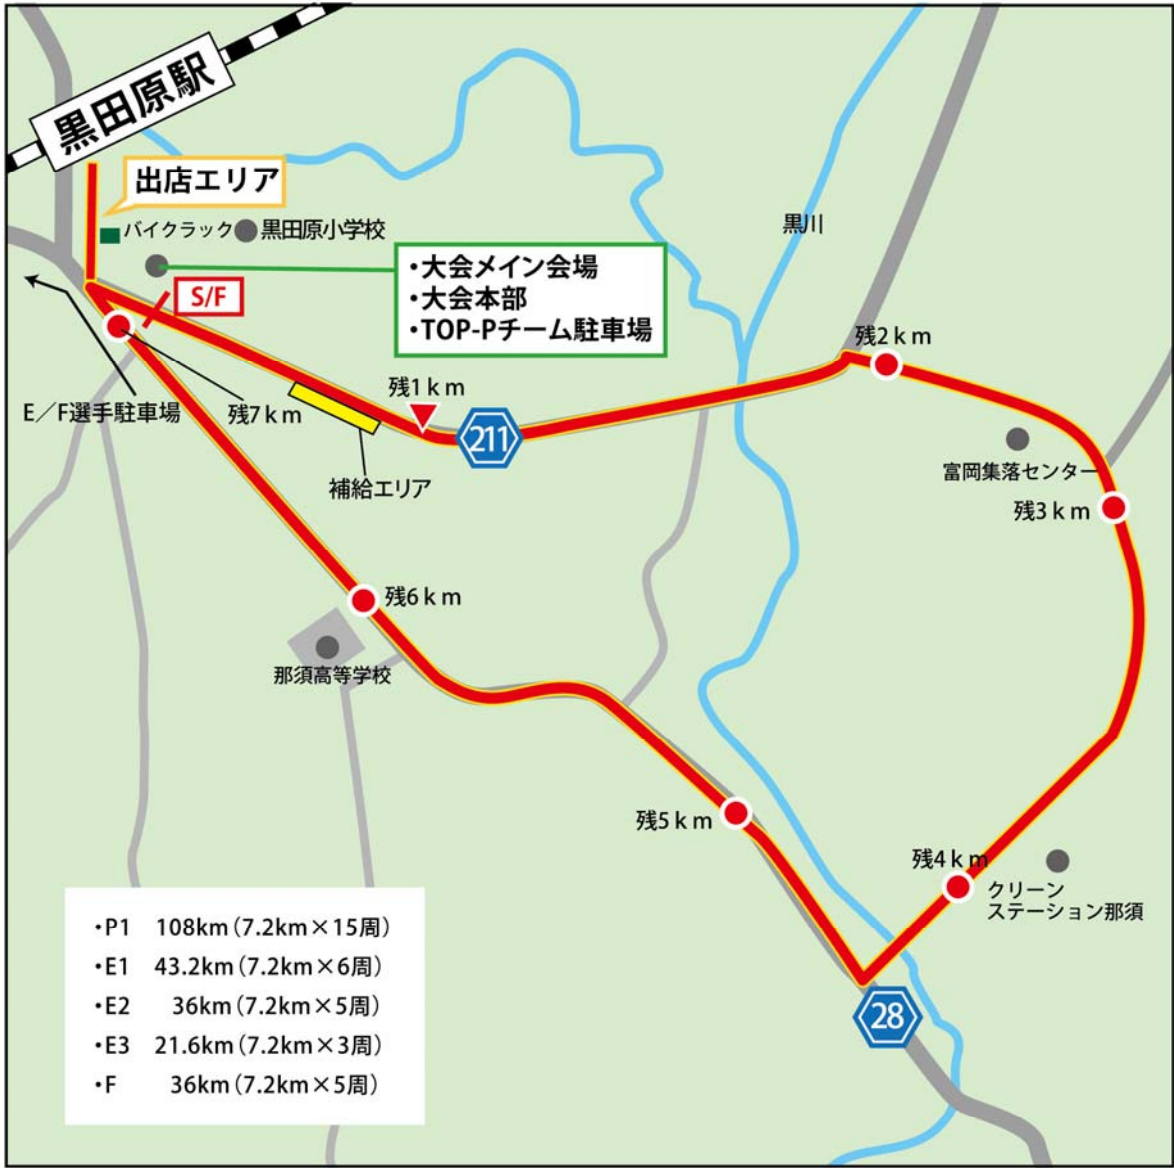 黒田原駅
出店エリア
バイクラック
黒田原小学校
黒川
・大会メイン会場
・大会本部
・TOP-Pチーム駐車場
S/F
残2km
残1km
E/F選手駐車場
残7km
211
富岡集落センター
補給エリア
残3km
残6km
那須高等学校
残5km
残4km
クリーン
ステーション那須
・P1 108km(7.2km×15周)
・E1 43.2km(7.2km×6周)
・E2 36km(7.2km×5周)
・E3 21.6km(7.2km×3周)
・F 36km(7.2km×5周)
28